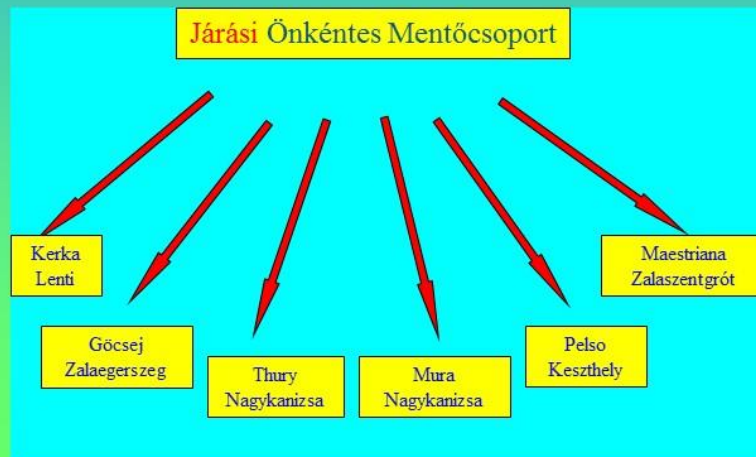 Járási Önkéntes Mentőcsoport
Kerka
Lenti
Göcsej
Zalaegerszeg
Thury
Nagykanizsa
Mura
Nagykanizsa
Pelso
Keszthely
Maestriana
Zalaszentgrót